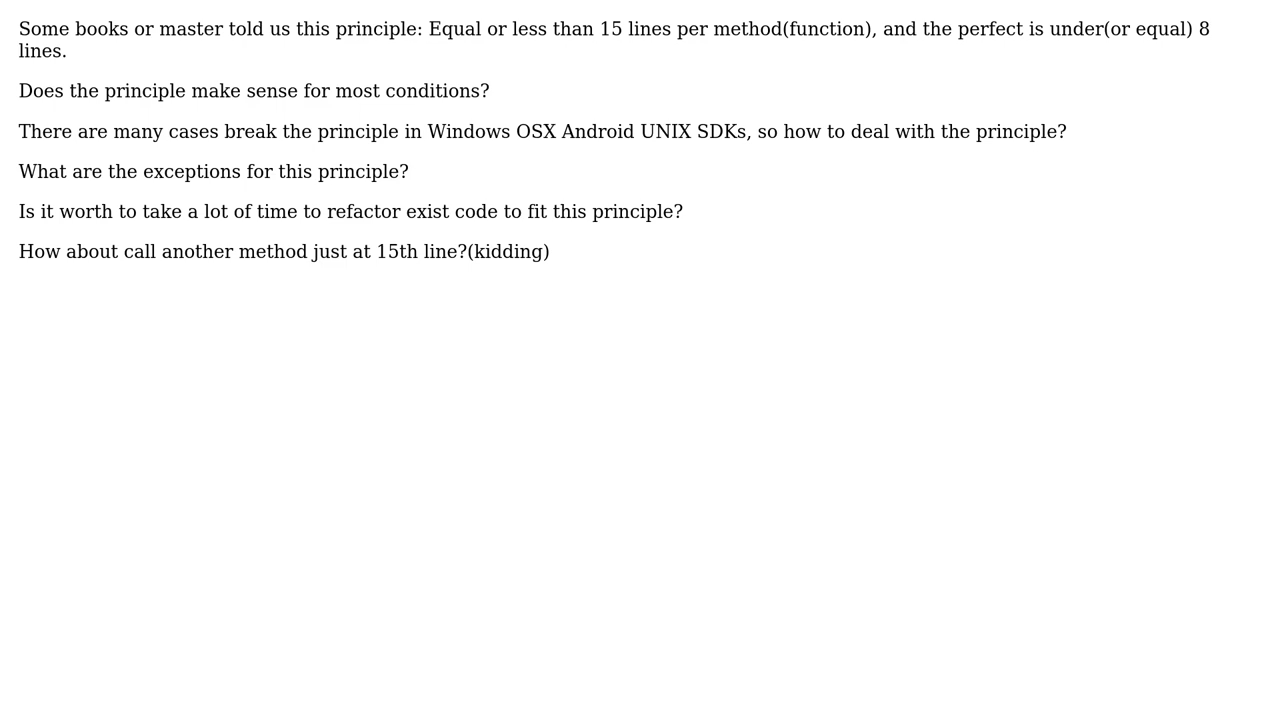 Some books or master told us this principle: Equal or less than 15 lines per method(function), and the perfect is under(or equal) 8
lines.
Does the principle make sense for most conditions?
There are many cases break the principle in Windows OSX Android UNIX SDKs, so how to deal with the principle?
What are the exceptions for this principle?
Is it worth to take a lot of time to refactor exist code to fit this principle?
How about call another method just at 15th line?(kidding)